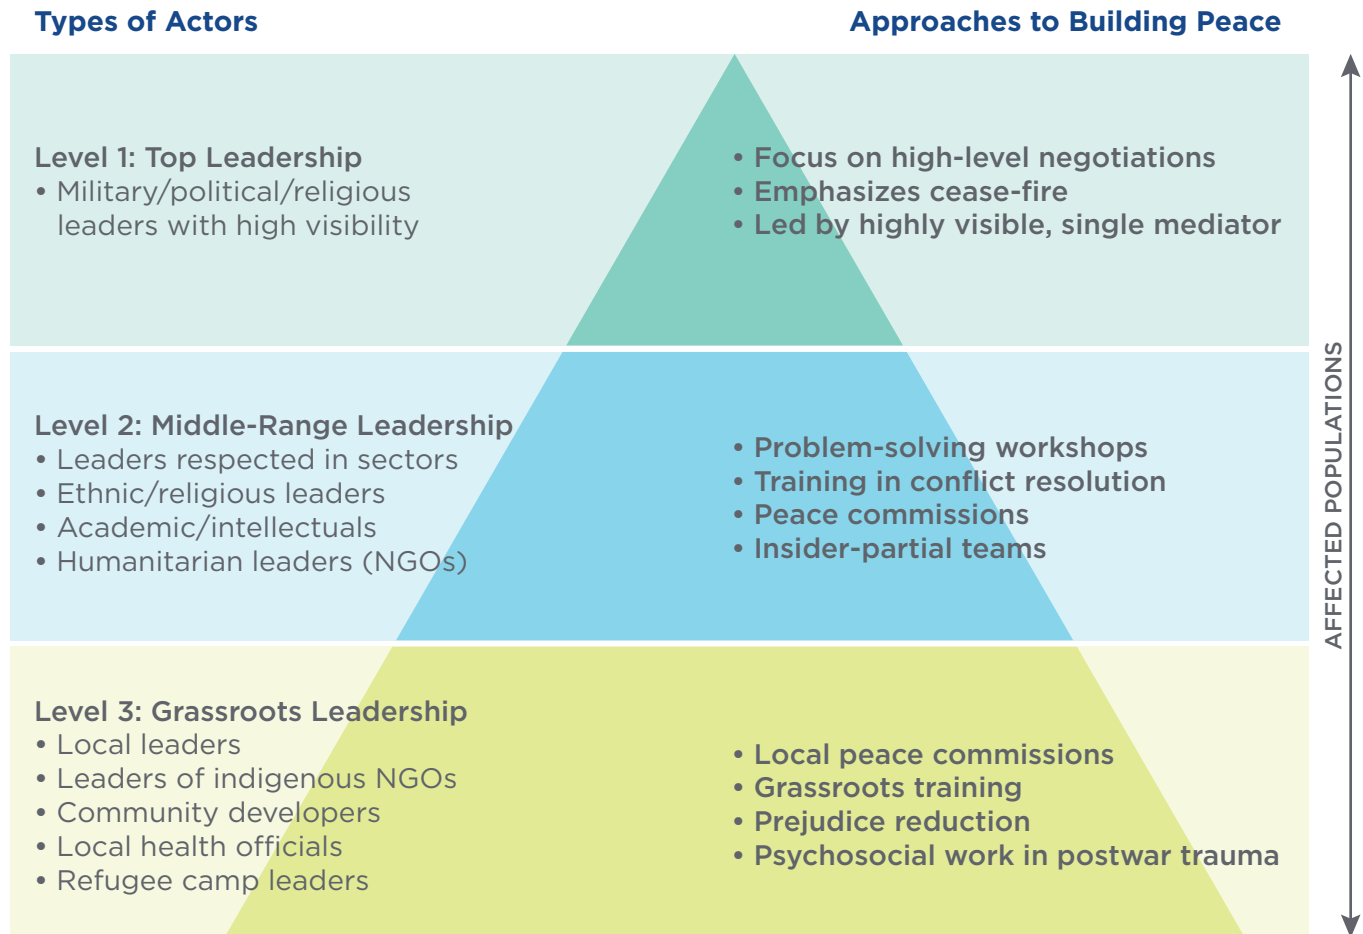 Types of Actors
Approaches to Building Peace
Level 1: Top Leadership
• Military/political/religious
leaders with high visibility
• Focus on high-level negotiations
• Emphasizes cease-fire
• Led by highly visible, single mediator
Level 2: Middle-Range Leadership
• Leaders respected in sectors
• Ethnic/religious leaders
• Academic/intellectuals
• Humanitarian leaders (NGOs)
• Problem-solving workshops
• Training in conflict resolution
• Peace commissions
• Insider-partial teams
Level 3: Grassroots Leadership
• Local leaders
• Leaders of indigenous NGOs
• Community developers
• Local health officials
• Refugee camp leaders
• Local peace commissions
• Grassroots training
• Prejudice reduction
• Psychosocial work in postwar trauma
AFFECTED POPULATIONS